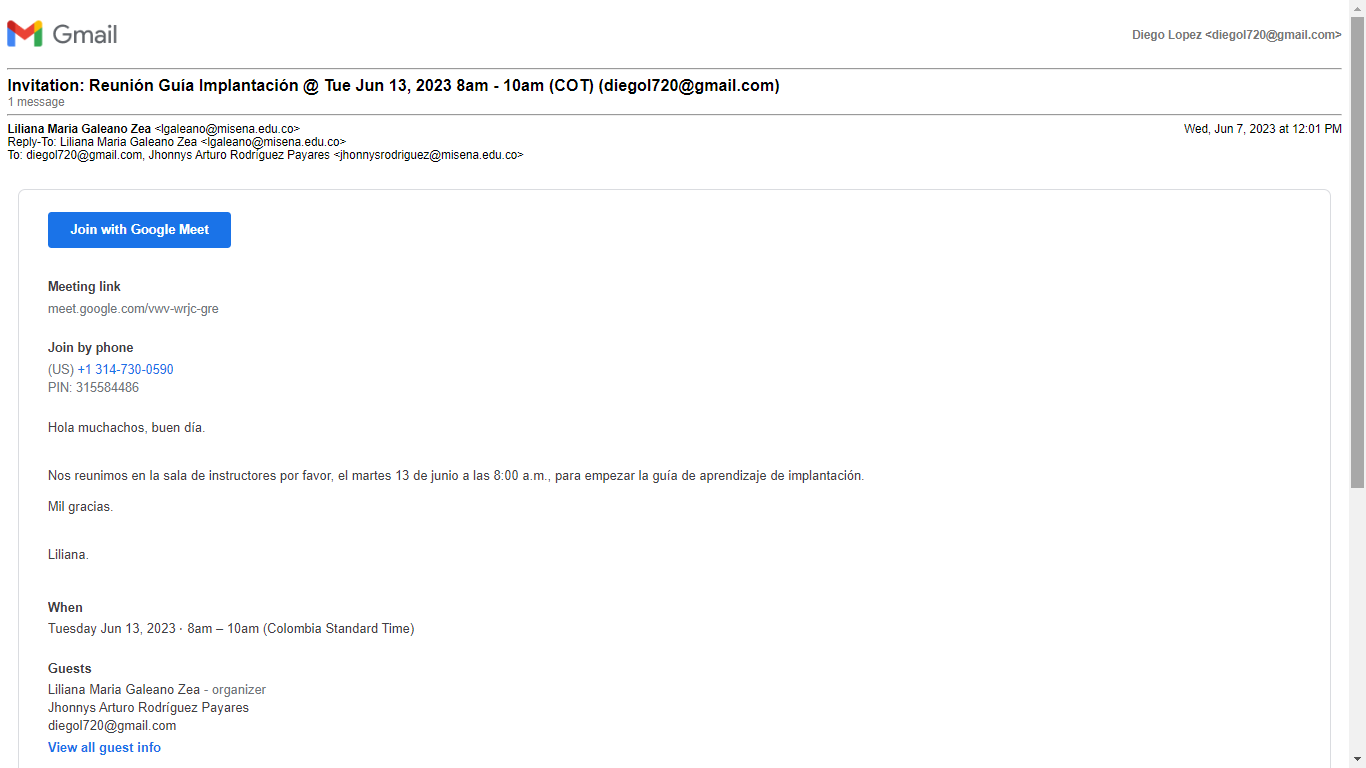 Gmail
Diego Lopez <diegol720@gmail.com>
Invitation: Reunión Guía Implantación @ Tue Jun 13, 2023 8am - 10am (COT) (diegol720@gmail.com)
1 message
Liliana Maria Galeano Zea <lgaleano@misena.edu.co>
Wed, Jun 7, 2023 at 12:01 PM
Reply-To: Liliana Maria Galeano Zea <lgaleano@misena.edu.co>
To: diegol720@gmail.com, Jhonnys Arturo Rodríguez Payares <jhonnysrodriguez@misena.edu.co>
Join with Google Meet
Meeting link
meet.google.com/vwv-wrjc-gre
Join by phone
(US) +1 314-730-0590
PIN: 315584486
Hola muchachos, buen día.
Nos reunimos en la sala de instructores por favor, el martes 13 de junio a las 8:00 a.m., para empezar la guía de aprendizaje de implantación.
Mil gracias.
Liliana.
When
Tuesday Jun 13, 2023 ⋅ 8am – 10am (Colombia Standard Time)
Guests
Liliana Maria Galeano Zea - organizer
Jhonnys Arturo Rodríguez Payares
diegol720@gmail.com
View all guest info